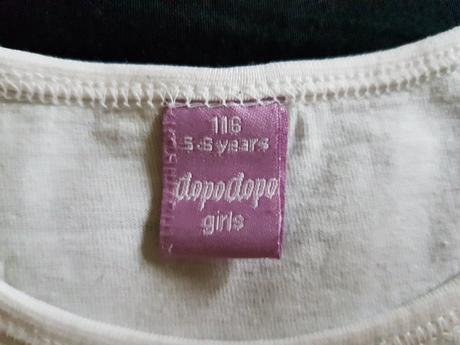 116
5-6 years
dopodopo
girls